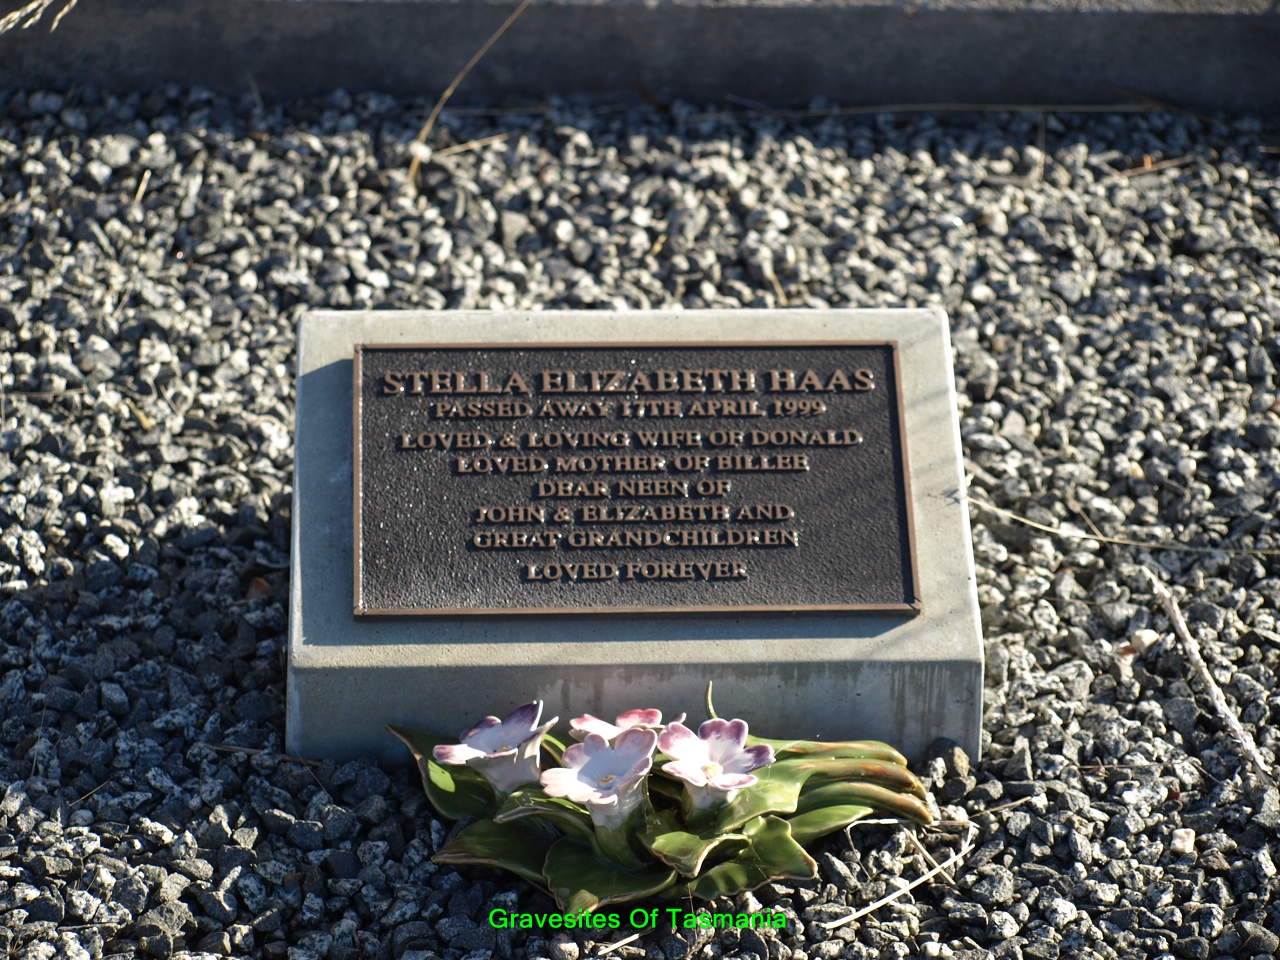 STELLA ELIZABETH HAAS
PASSED AWAY 17TH APRIL 1999
LOVED & LOVING WIFE OF DONALD
LOVED MOTHER OF BILLEE
DEAR NEEN OF
JOHN & ELIZABETH AND
GREAT GRANDCHILDREN
LOVED FOREVER
Gravesites Of Tasmania